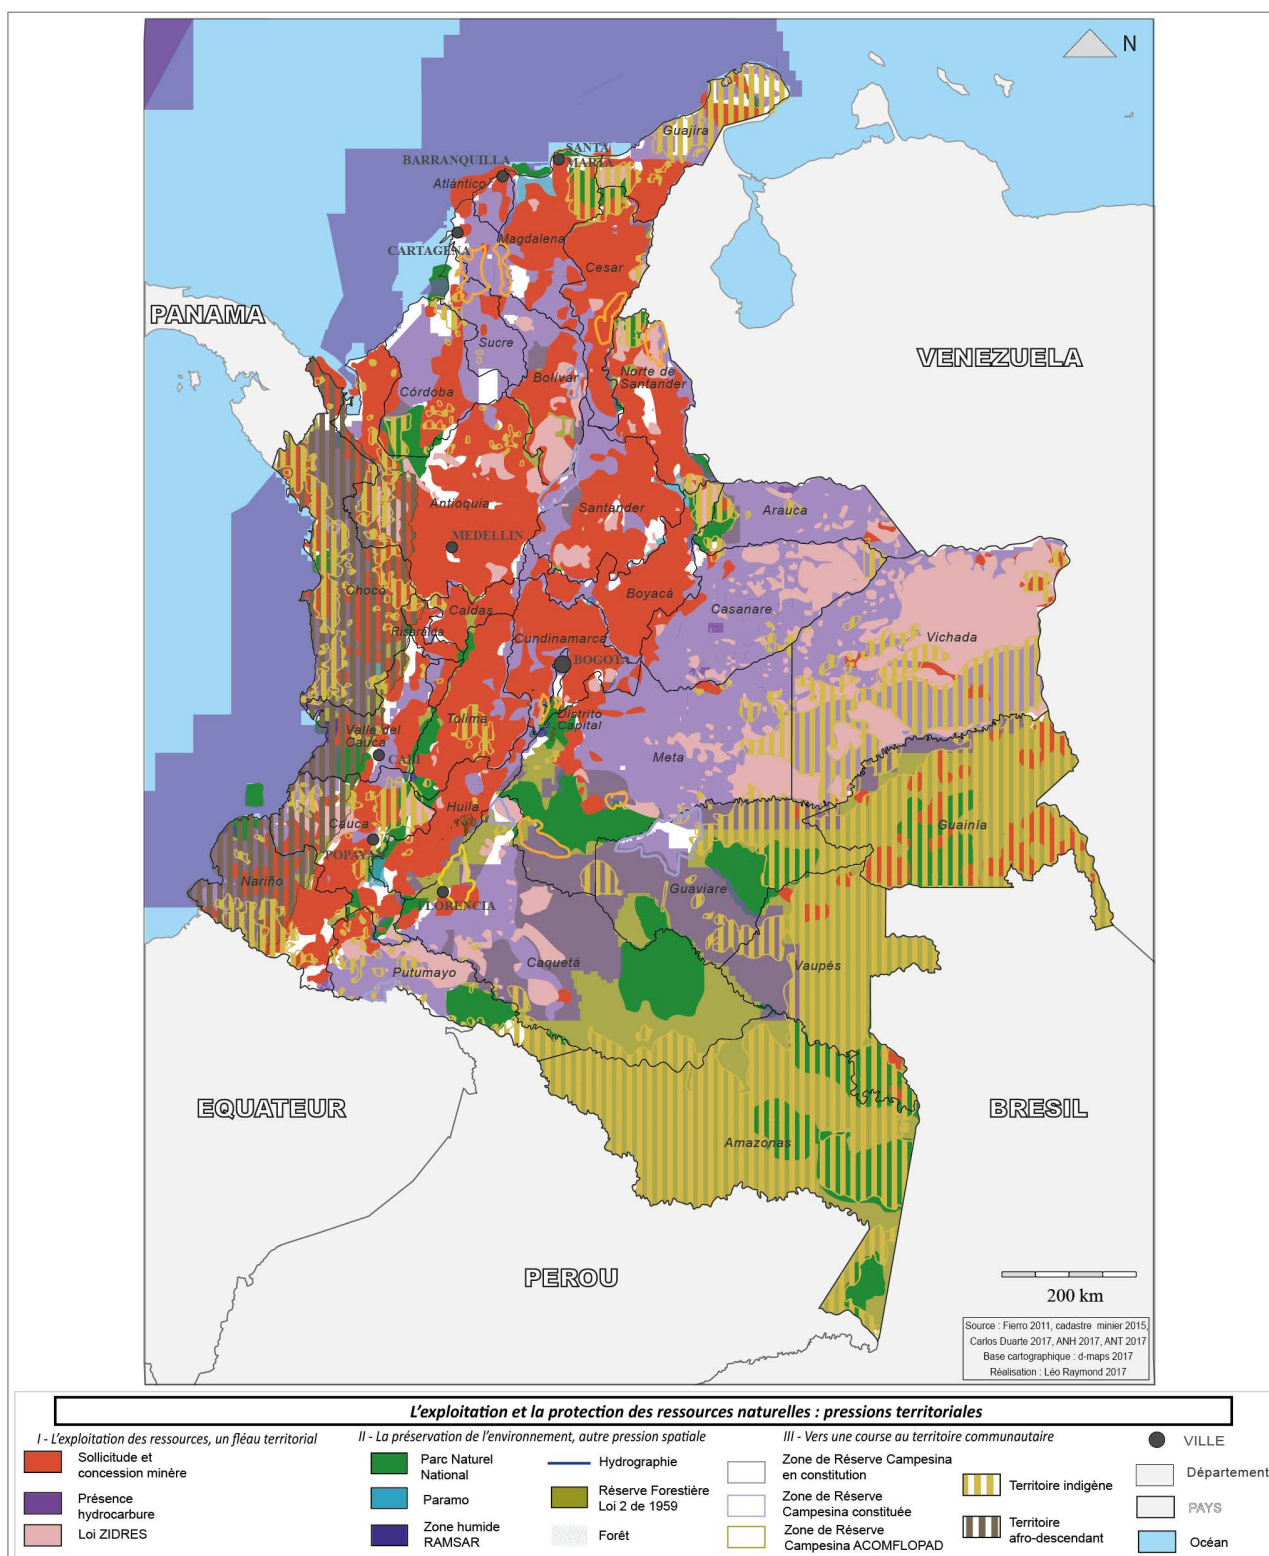 N
Guajira
SANTA
MARTA
BARRANQUILLA
Atlántico
CARTAGENA
Magdalena
Cesar
PANAMA
VENEZUELA
Sucre
Bolívar
Norte de
Santander
Córdoba
Antioquia
Santander
Arauca
MEDELLIN
Chocó
Caldas
Boyacá
Casanare
Risaralda
Cundinamarca
Vichada
BOGOTA
Tolima
Distrito
Capital
Valle del
Cauca
CALI
Meta
Huila
Cauca
Guainía
POPAYAN
Nariño
Guaviare
FLORENCIA
Caquetá
Vaupés
Putumayo
EQUATEUR
BRESIL
Amazonas
PEROU
200 km
Source : Fierro 2011, cadastre minier 2015,
Carlos Duarte 2017, ANH 2017, ANT 2017
Base cartographique : d-maps 2017
Réalisation : Léo Raymond 2017
L'exploitation et la protection des ressources naturelles : pressions territoriales
I - L'exploitation des ressources, un fléau territorial
Sollicitude et
concession minère
Présence
hydrocarbure
Loi ZIDRES
II - La préservation de l'environnement, autre pression spatiale
Parc Naturel
National
Paramo
Zone humide
RAMSAR
Hydrographie
Réserve Forestière
Loi 2 de 1959
Forêt
III - Vers une course au territoire communautaire
Zone de Réserve Campesina
en constitution
Zone de Réserve
Campesina constituée
Zone de Réserve
Campesina ACOMFLOPAD
Territoire indigène
Territoire
afro-descendant
VILLE
Département
PAYS
Océan